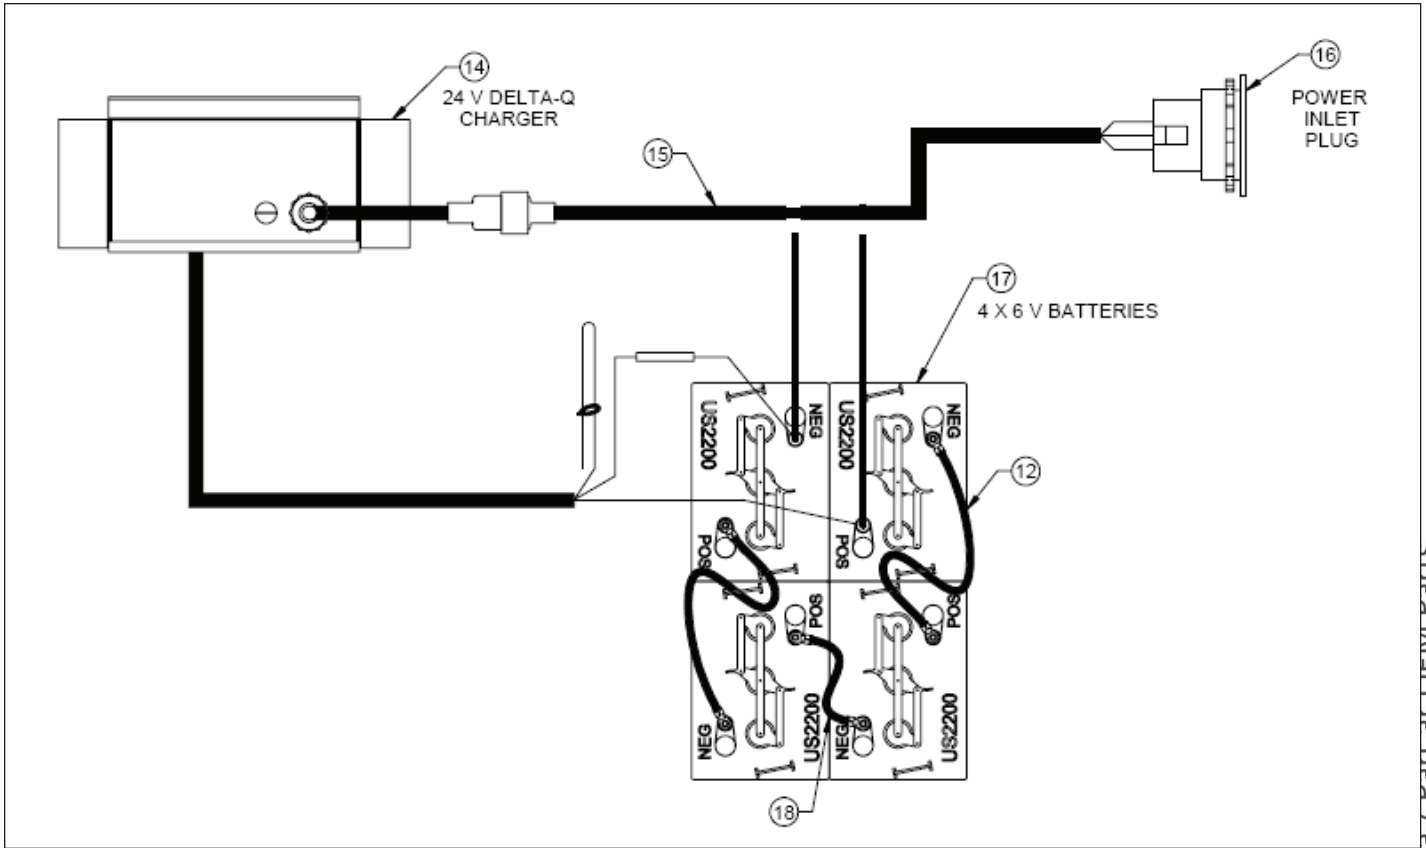 14
24 V DELTA-Q
CHARGER
15
16
POWER
INLET
PLUG
17
4 X 6 V BATTERIES
US2200
NEG
US2200
NEG
12
POS
POS
POS
POS
NEG
US2200
NEG
US2200
18